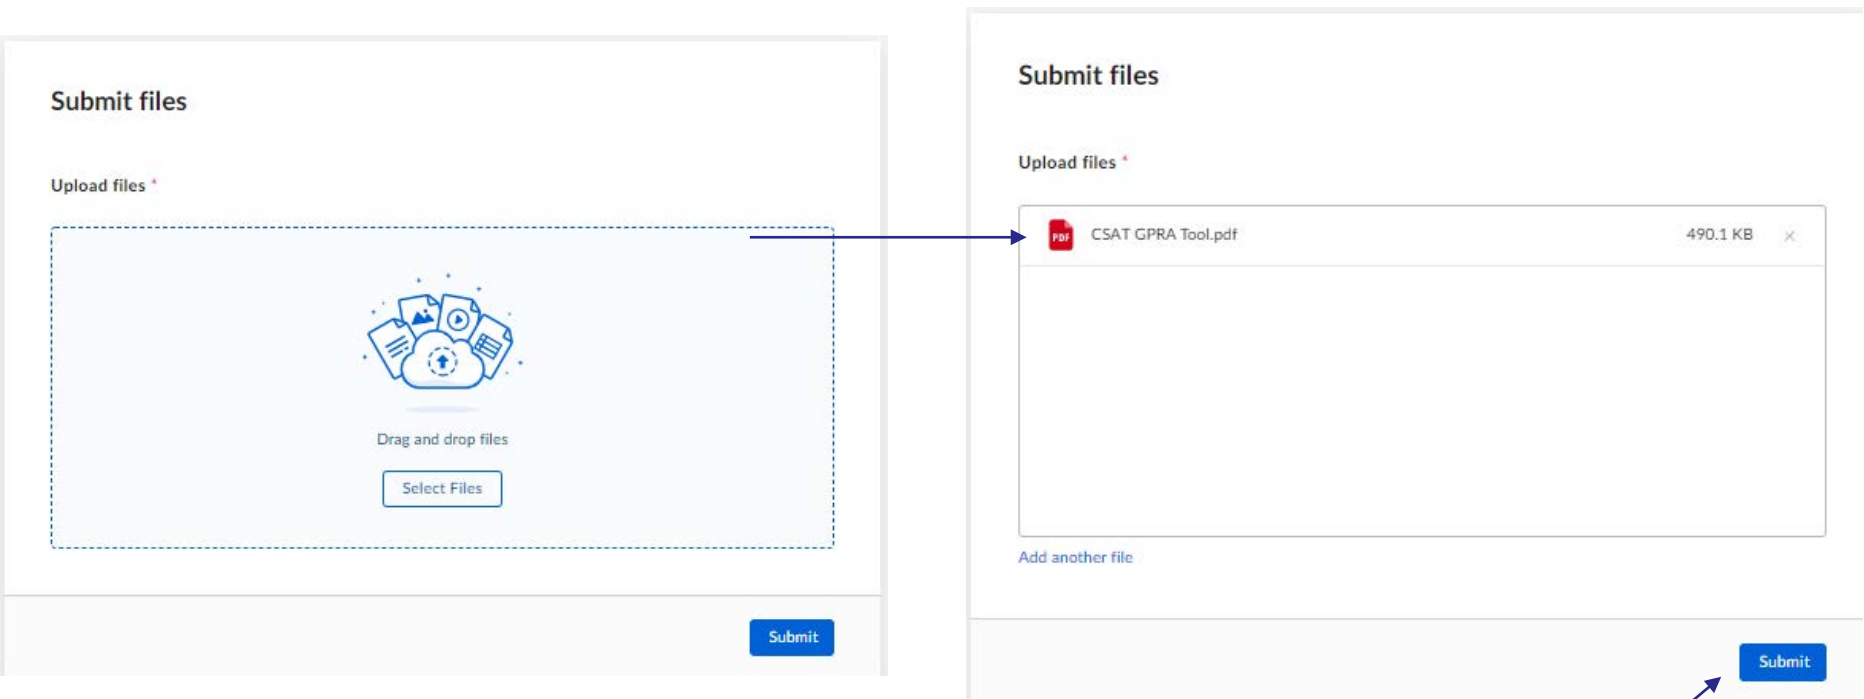 Submit files
Upload files *
Drag and drop files
Select Files
Submit
Submit files
Upload files *
PDF CSAT GPRA Tool.pdf 490.1 KB ×
Add another file
Submit